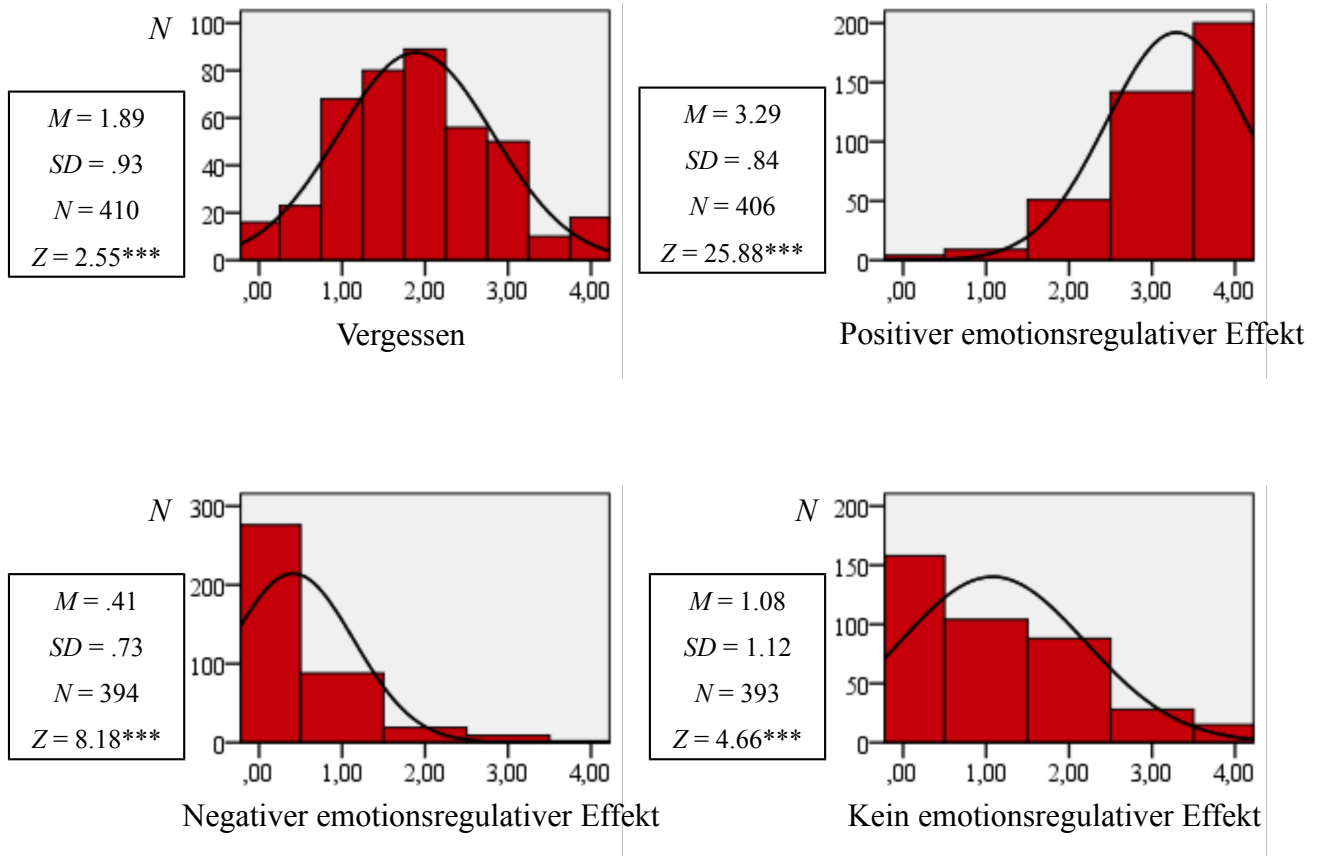 N
M = 1.89
SD = .93
N = 410
Z = 2.55***
100
80
60
40
20
0
,00 1,00 2,00 3,00 4,00
Vergessen
M = 3.29
SD = .84
N = 406
Z = 25.88***
200
150
100
50
0
,00 1,00 2,00 3,00 4,00
Positiver emotionsregulativer Effekt
N
M = .41
SD = .73
N = 394
Z = 8.18***
300
200
100
0
,00 1,00 2,00 3,00 4,00
Negativer emotionsregulativer Effekt
N
M = 1.08
SD = 1.12
N = 393
Z = 4.66***
200
150
100
50
0
,00 1,00 2,00 3,00 4,00
Kein emotionsregulativer Effekt